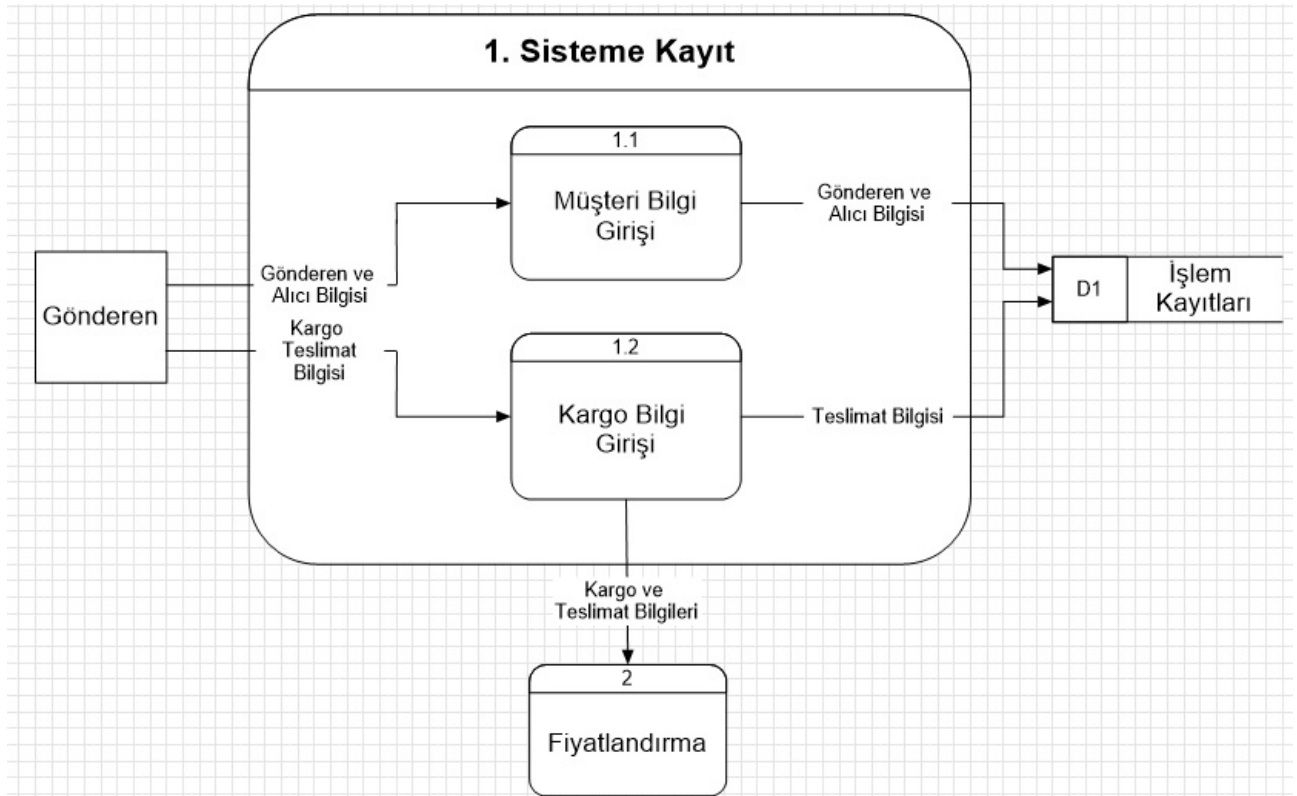 1. Sisteme Kayıt
1.1
Müşteri Bilgi
Girişi
Gönderen ve
Alıcı Bilgisi
Gönderen
Gönderen ve
Alıcı Bilgisi
Kargo
Teslimat
Bilgisi
D1
İşlem
Kayıtları
1.2
Kargo Bilgi
Girişi
Teslimat Bilgisi
Kargo ve
Teslimat Bilgileri
2
Fiyatlandırma